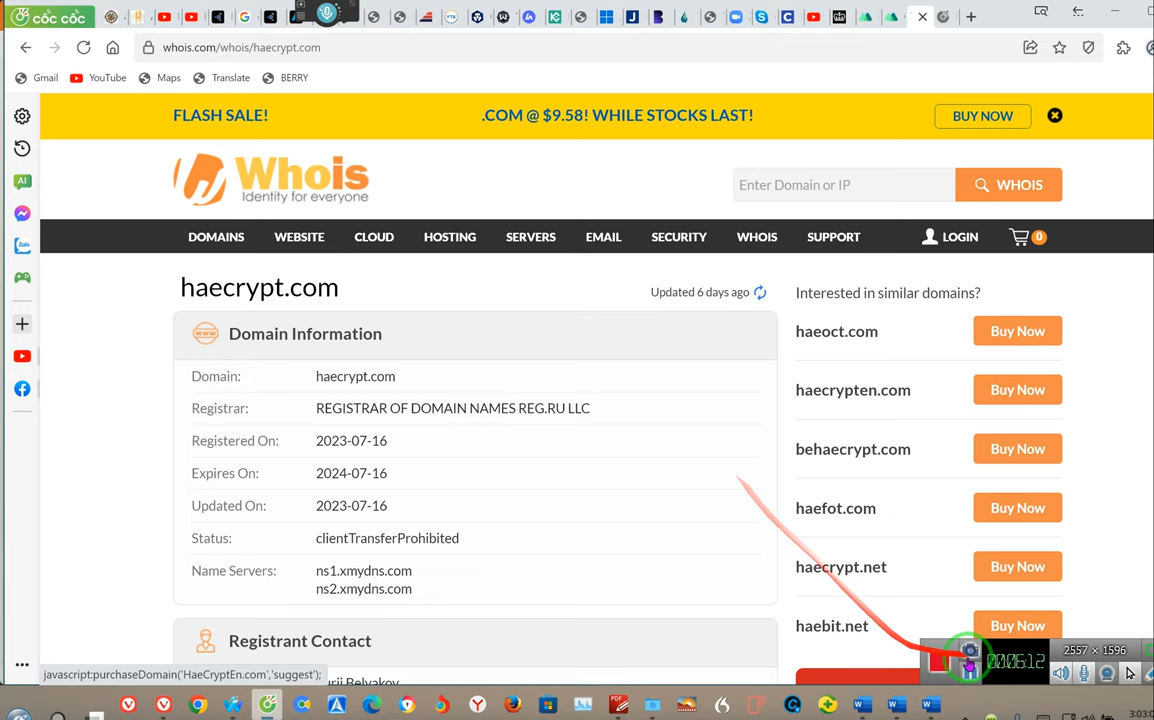 cốc cốc
whois.com/whois/haecrypt.com
Gmail YouTube Maps Translate BERRY
FLASH SALE! .COM @ $9.58! WHILE STOCKS LAST! BUY NOW
Whois
Identity for everyone
Enter Domain or IP WHOIS
DOMAINS WEBSITE CLOUD HOSTING SERVERS EMAIL SECURITY WHOIS SUPPORT LOGIN 0
haecrypt.com
Updated 6 days ago
Interested in similar domains?
Domain Information
Domain: haecrypt.com
Registrar: REGISTRAR OF DOMAIN NAMES REG.RU LLC
Registered On: 2023-07-16
Expires On: 2024-07-16
Updated On: 2023-07-16
Status: clientTransferProhibited
Name Servers: ns1.xmydns.com
ns2.xmydns.com
Registrant Contact
haeoct.com Buy Now
haecrypten.com Buy Now
behaecrypt.com Buy Now
haefot.com Buy Now
haecrypt.net Buy Now
haebit.net Buy Now
javascript:purchaseDomain('HaeCryptEn.com','suggest');
Belyakov
000612
2557 × 1596